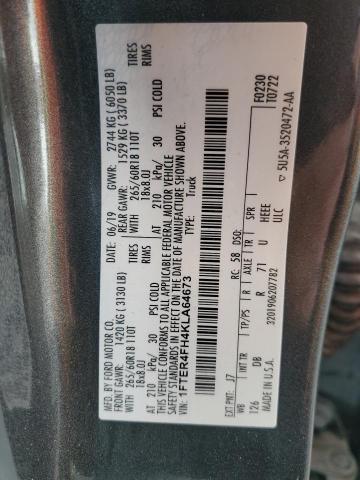 MFD. BY FORD MOTOR CO.
DATE: 06/19 GVWR: 2744 KG ( 6050 LB)
FRONT GAWR: 1420 KG ( 3130 LB) REAR GAWR: 1529 KG ( 3370 LB)
WITH 265/60R18 110T TIRES WITH 265/60R18 110T TIRES
18x8.0J RIMS 18x8.0J RIMS
AT 210 kPa/ 30 PSI COLD AT 210 kPa/ 30 PSI COLD
THIS VEHICLE CONFORMS TO ALL APPLICABLE FEDERAL MOTOR VEHICLE
SAFETY STANDARDS IN EFFECT ON THE DATE OF MANUFACTURE SHOWN ABOVE.
VIN: 1FTER4FH4KLA64673
TYPE: Truck
F0230
T0722
EXT PNT: J7 RC: 58 DSO:
WB INT TR TP/PS R AXLE TR SPR
126 DB R 71 U HEEE
ULC
MADE IN U.S.A. 3201906207782 5U5A-3520472-AA